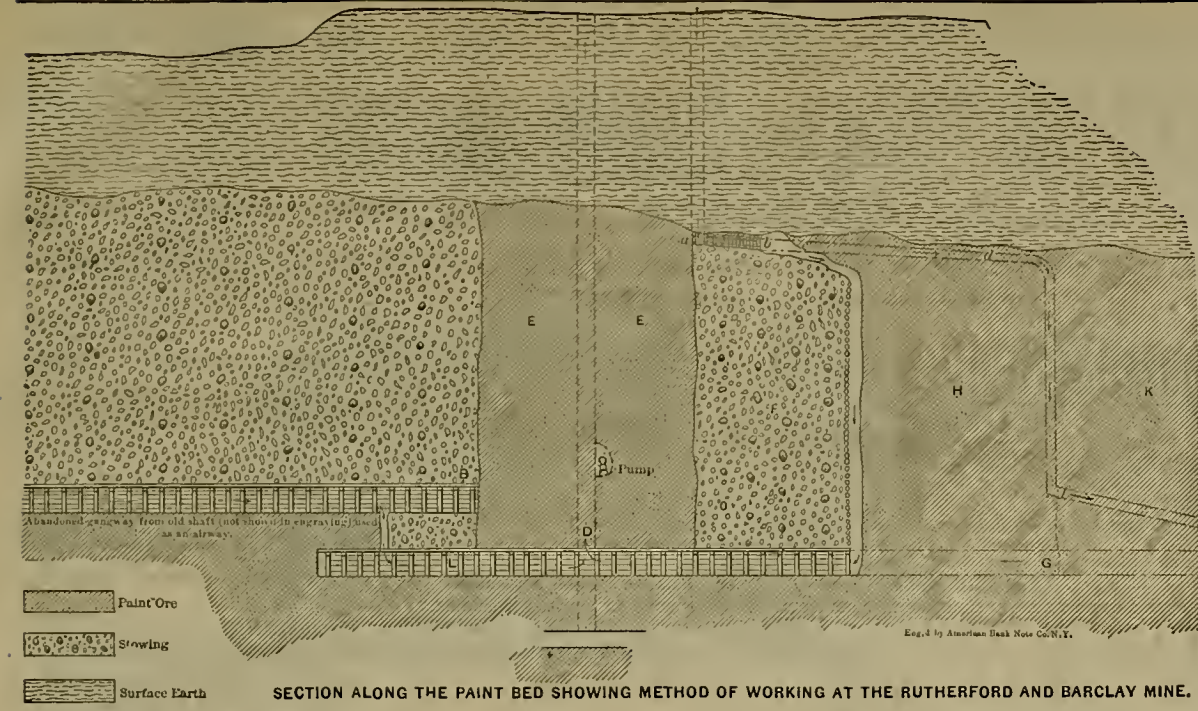 a
b
E
E
H
K
F
B
Pump
Abandoned gangway from old shaft (not shown in engraving) used
as an airway.
D
L
G
Paint Ore
Stowing
Eng.d by American Bank Note Co. N.Y.
Surface Earth
SECTION ALONG THE PAINT BED SHOWING METHOD OF WORKING AT THE RUTHERFORD AND BARCLAY MINE.